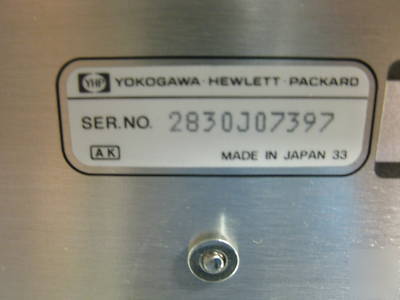 YHP YOKOGAWA·HEWLETT·PACKARD
SER.NO. 2830J07397
AK MADE IN JAPAN 33